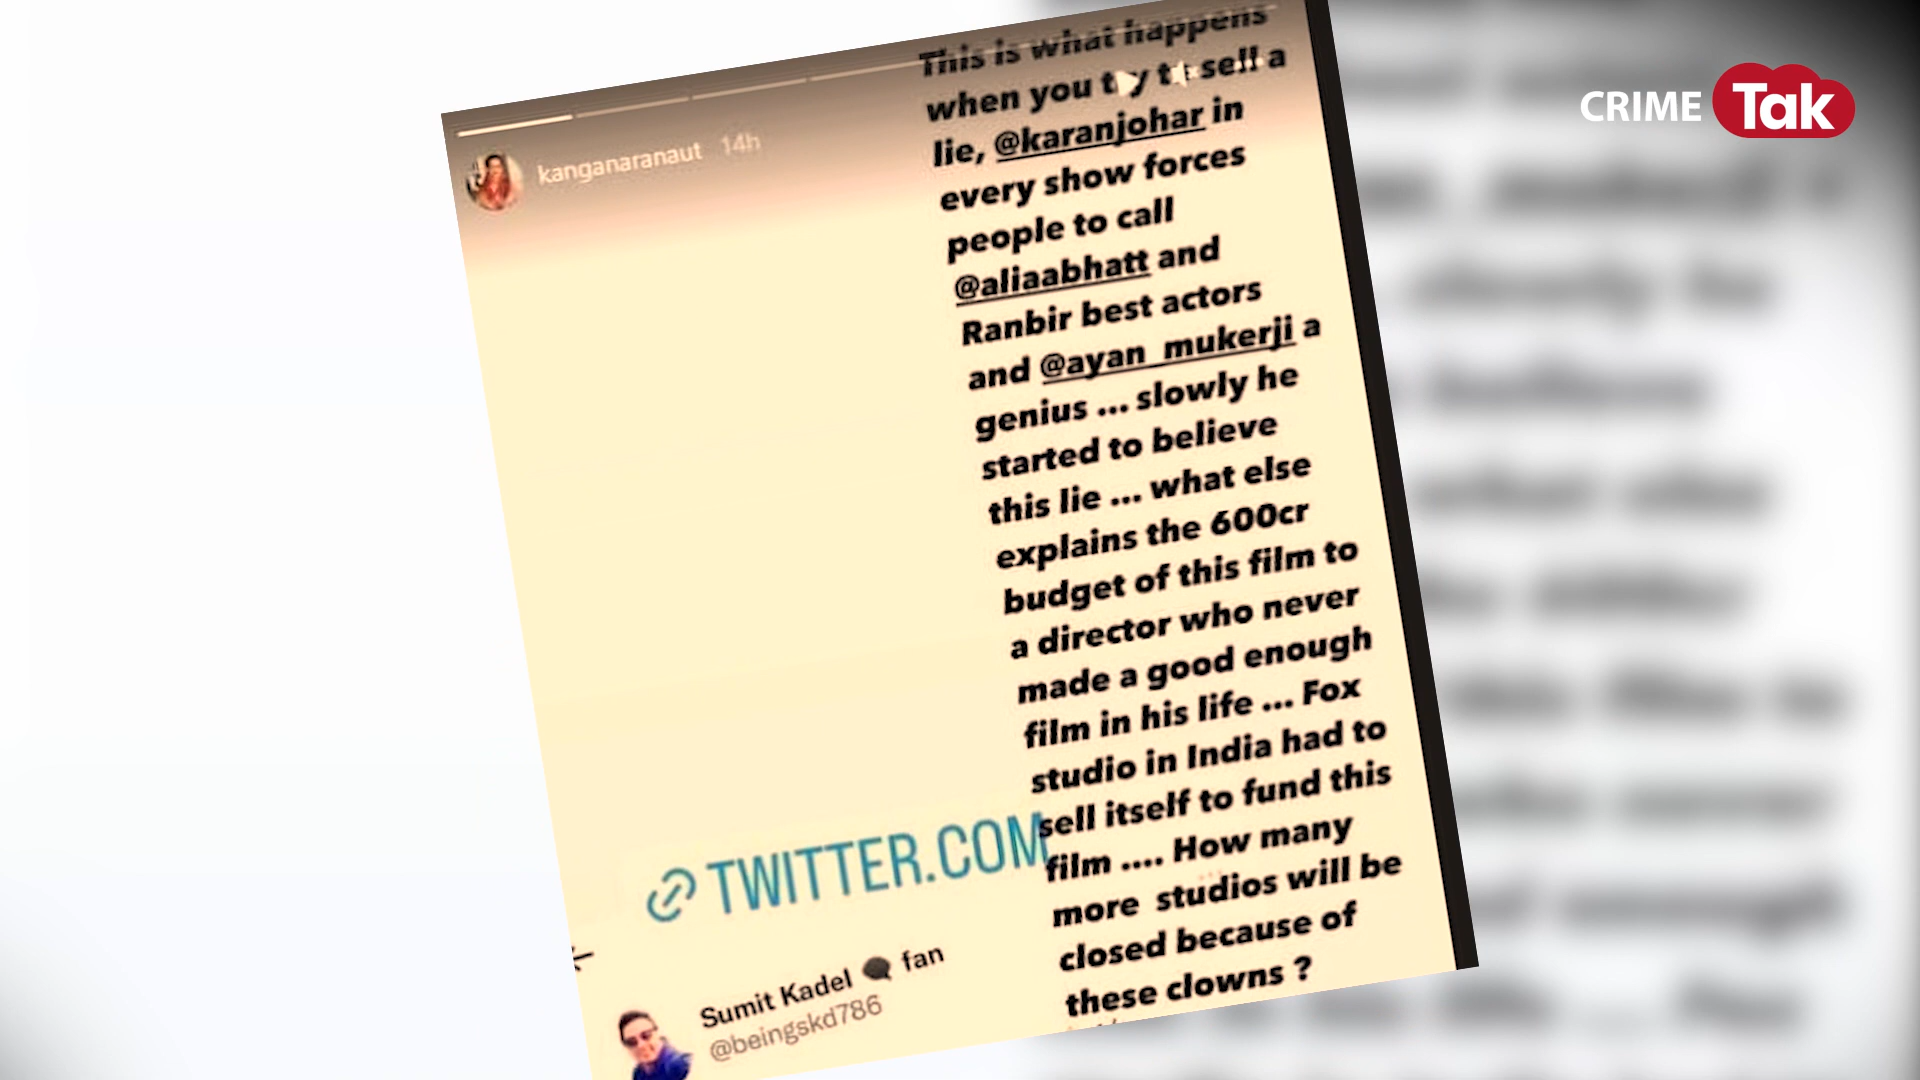 CRIME Tak
kanganaranaut 14h
This is what happens
when you try to sell a
lie, @karanjohar in
every show forces
people to call
@aliaabhatt and
Ranbir best actors
and @ayan_mukerji a
genius ... slowly he
started to believe
this lie ... what else
explains the 600cr
budget of this film to
a director who never
made a good enough
film in his life ... Fox
studio in India had to
sell itself to fund this
film .... How many
more studios will be
closed because of
these clowns ?
TWITTER.COM
Sumit Kadel fan
@beingskd786